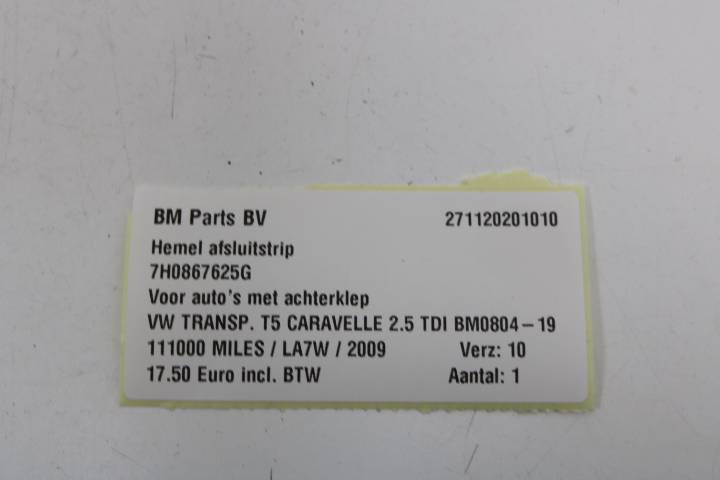 BM Parts BV 271120201010
Hemel afsluitstrip
7H0867625G
Voor auto's met achterklep
VW TRANSP. T5 CARAVELLE 2.5 TDI BM0804-19
111000 MILES / LA7W / 2009 Verz: 10
17.50 Euro incl. BTW Aantal: 1